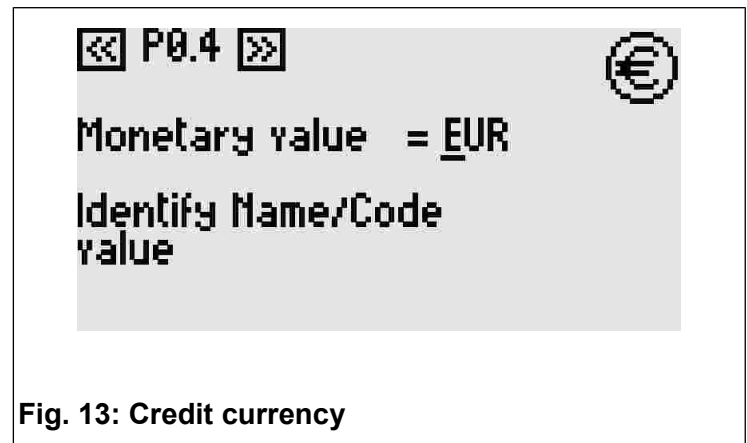 ≪ P0.4 ≫
€
Monetary value = EUR
Identify Name/Code
value
Fig. 13: Credit currency